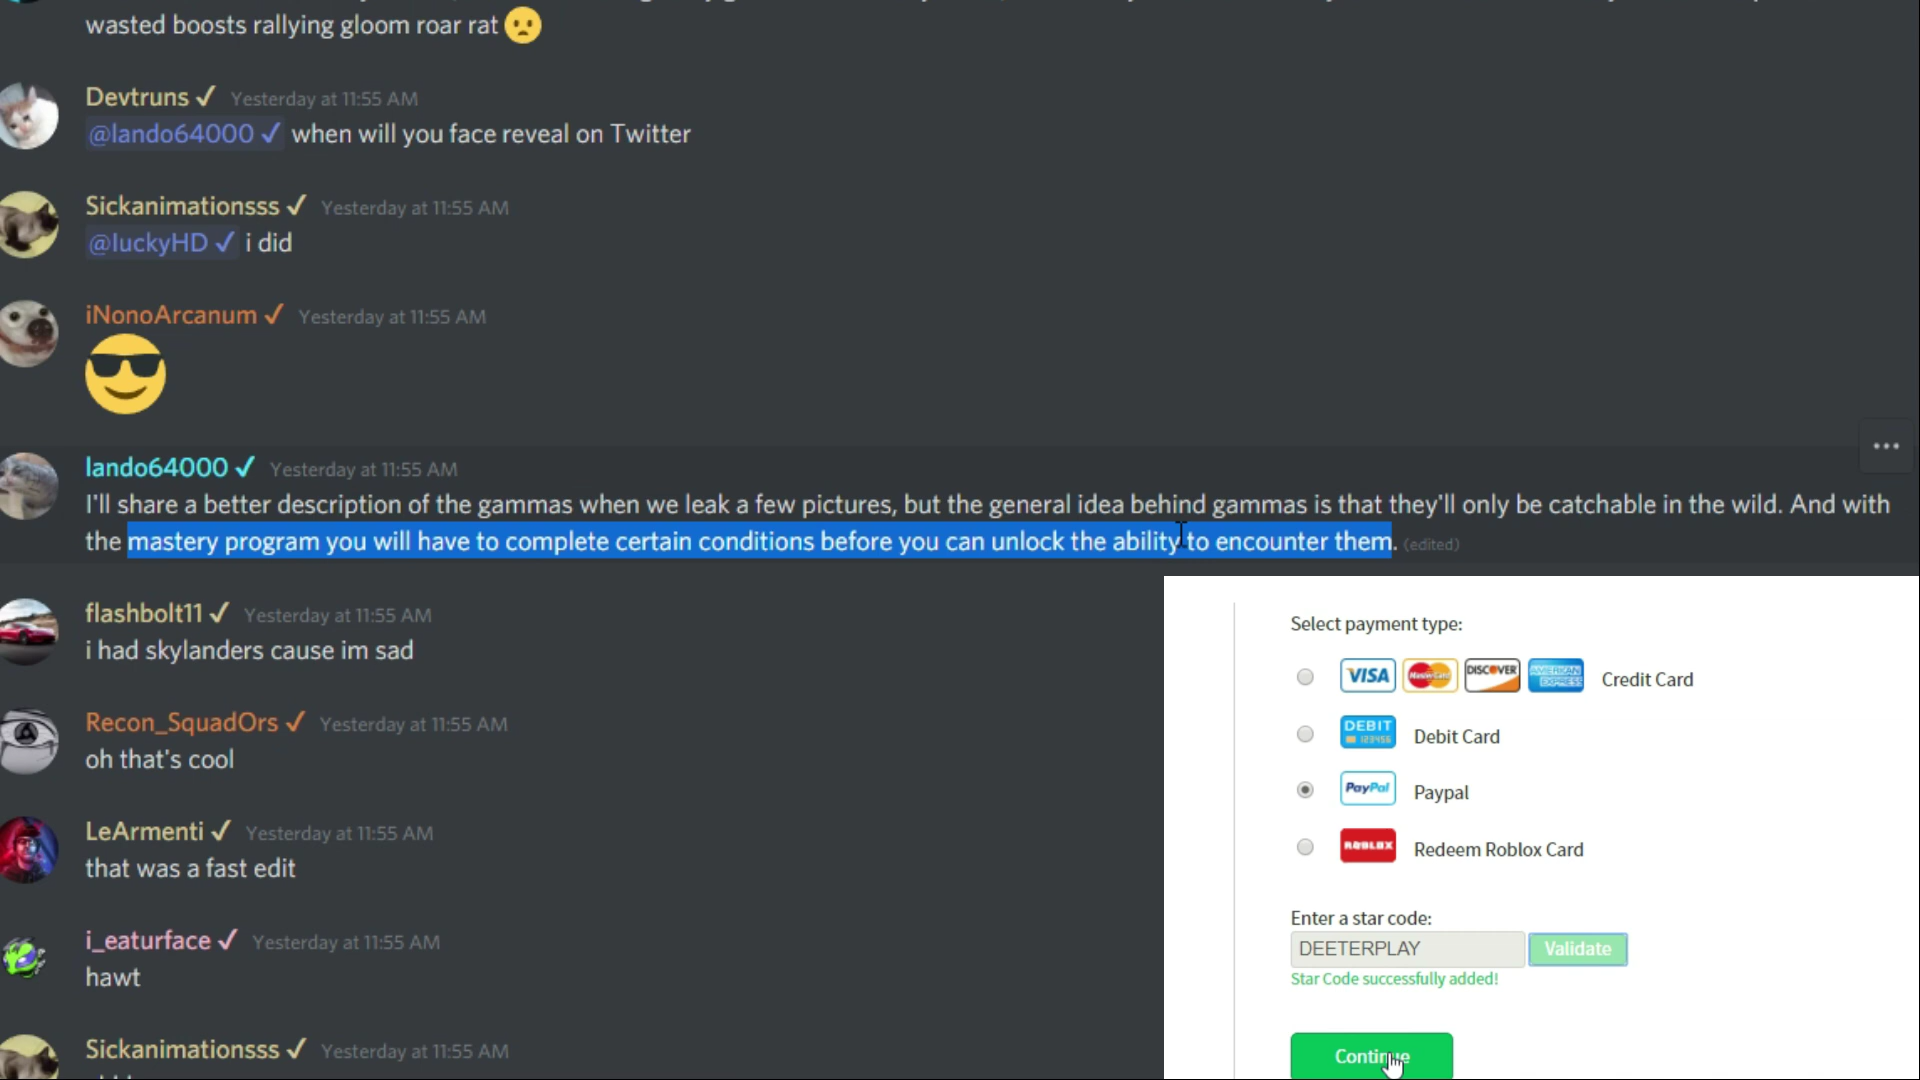 wasted boosts rallying gloom roar rat
Devtruns ✓ Yesterday at 11:55 AM
@lando64000 ✓ when will you face reveal on Twitter
Sickanimationsss ✓ Yesterday at 11:55 AM
@luckyHD ✓ i did
iNonoArcanum ✓ Yesterday at 11:55 AM
lando64000 ✓ Yesterday at 11:55 AM
I'll share a better description of the gammas when we leak a few pictures, but the general idea behind gammas is that they'll only be catchable in the wild. And with
the mastery program you will have to complete certain conditions before you can unlock the ability to encounter them. (edited)
flashbolt11 ✓ Yesterday at 11:55 AM
i had skylanders cause im sad
Recon_SquadOrs ✓ Yesterday at 11:55 AM
oh that's cool
LeArmenti ✓ Yesterday at 11:55 AM
that was a fast edit
i_eaturface ✓ Yesterday at 11:55 AM
hawt
Sickanimationsss ✓ Yesterday at 11:55 AM
Select payment type:
VISA MasterCard DISCOVER AMERICAN EXPRESS Credit Card
DEBIT 123456 Debit Card
PayPal Paypal
ROBLOX Redeem Roblox Card
Enter a star code:
DEETERPLAY Validate
Star Code successfully added!
Continue